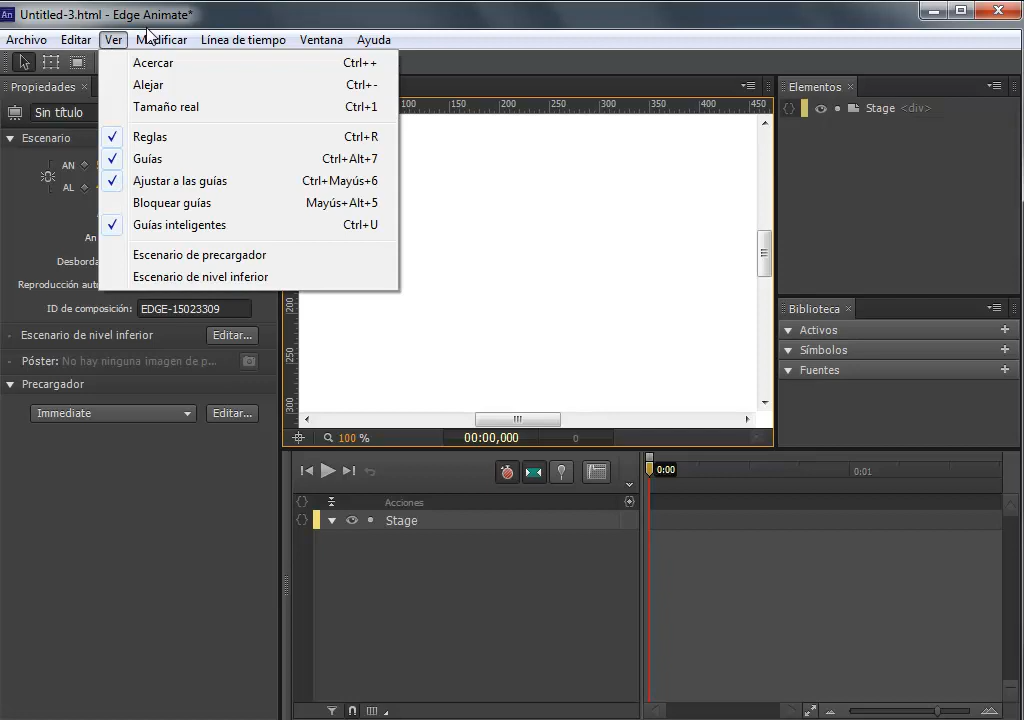 An Untitled-3.html - Edge Animate*
Archivo Editar Ver Modificar Línea de tiempo Ventana Ayuda
Acercar Ctrl++
Alejar Ctrl+-
Tamaño real Ctrl+1
Reglas Ctrl+R
Guías Ctrl+Alt+7
Ajustar a las guías Ctrl+Mayús+6
Bloquear guías Mayús+Alt+5
Guías inteligentes Ctrl+U
Escenario de precargador
Escenario de nivel inferior
Propiedades
Sin título
Escenario
AN
AL
An
Desborda
Reproducción auto
ID de composición: EDGE-15023309
Escenario de nivel inferior Editar...
Póster: No hay ninguna imagen de p...
Precargador
Immediate Editar...
100 150 200 250 300 350 400 450
200
250
300
100 % 00:00,000 0
Elementos
Stage <div>
Biblioteca
Activos
Símbolos
Fuentes
0:00 0:01
Acciones
Stage